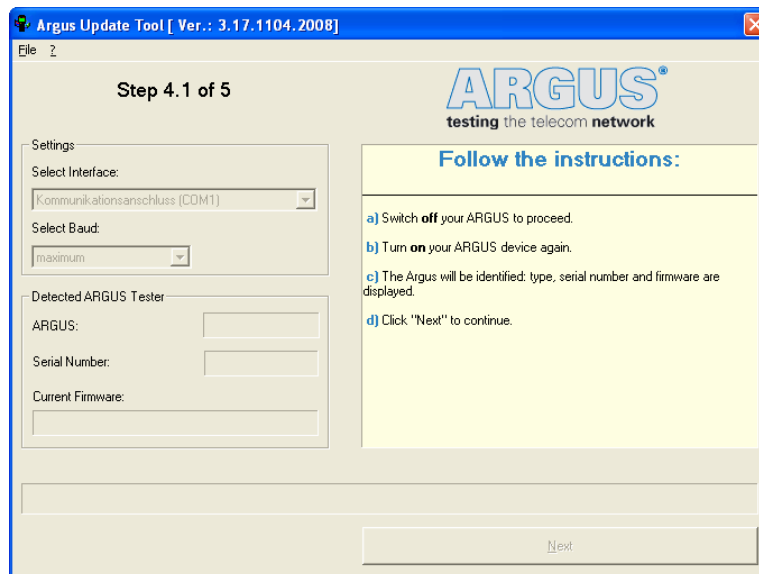 Argus Update Tool [ Ver.: 3.17.1104.2008]
File ?
Step 4.1 of 5
ARGUS®
testing the telecom network
Settings
Select Interface:
Kommunikationsanschluss (COM1)
Select Baud:
maximum
Detected ARGUS Tester
ARGUS:
Serial Number:
Current Firmware:
Follow the instructions:
a) Switch off your ARGUS to proceed.
b) Turn on your ARGUS device again.
c) The Argus will be identified: type, serial number and firmware are
displayed.
d) Click "Next" to continue.
Next